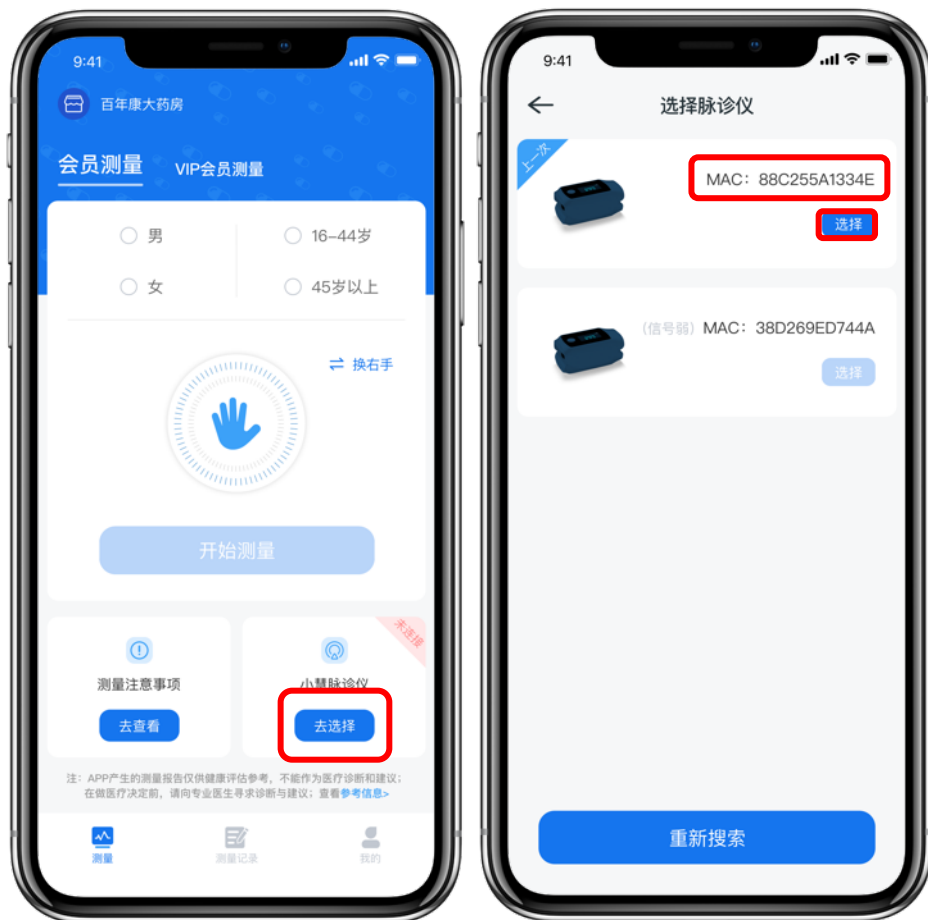 9:41
百年康大药房
会员测量 VIP会员测量
男 16-44岁
女 45岁以上
换右手
开始测量
未连接
测量注意事项 小慧脉诊仪
去查看 去选择
注：APP产生的测量报告仅供健康评估参考，不能作为医疗诊断和建议；
在做医疗决定前，请向专业医生寻求诊断与建议；查看参考信息>
测量 测量记录 我的
9:41
选择脉诊仪
上一次
MAC：88C255A1334E
选择
(信号弱) MAC：38D269ED744A
选择
重新搜索